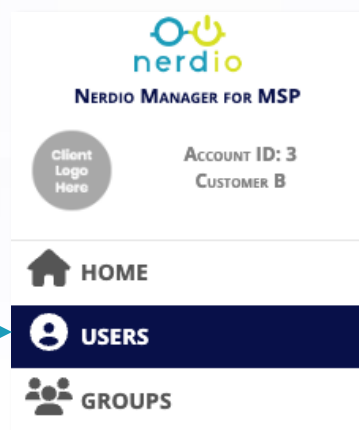 nerdio
NERDIO MANAGER FOR MSP
Client
Logo
Here
ACCOUNT ID: 3
CUSTOMER B
HOME
USERS
GROUPS